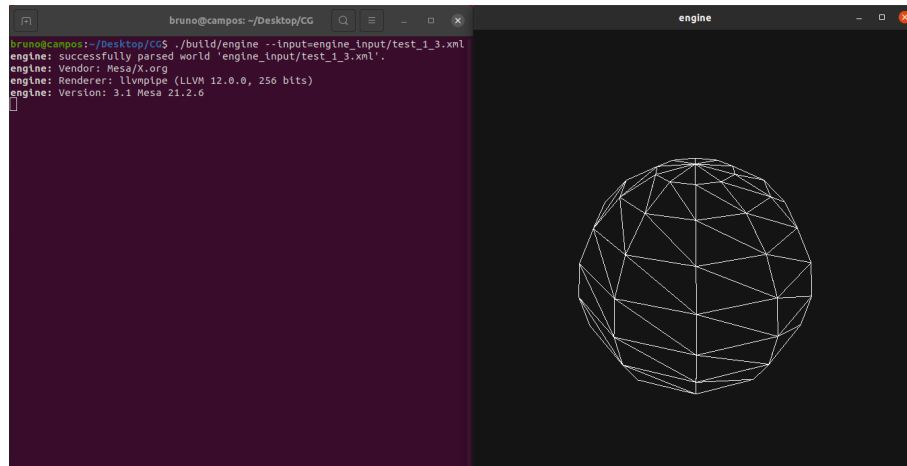 bruno@campos: ~/Desktop/CG
engine
bruno@campos:~/Desktop/CG$ ./build/engine --input=engine_input/test_1_3.xml
engine: successfully parsed world 'engine_input/test_1_3.xml'.
engine: Vendor: Mesa/X.org
engine: Renderer: llvmpipe (LLVM 12.0.0, 256 bits)
engine: Version: 3.1 Mesa 21.2.6